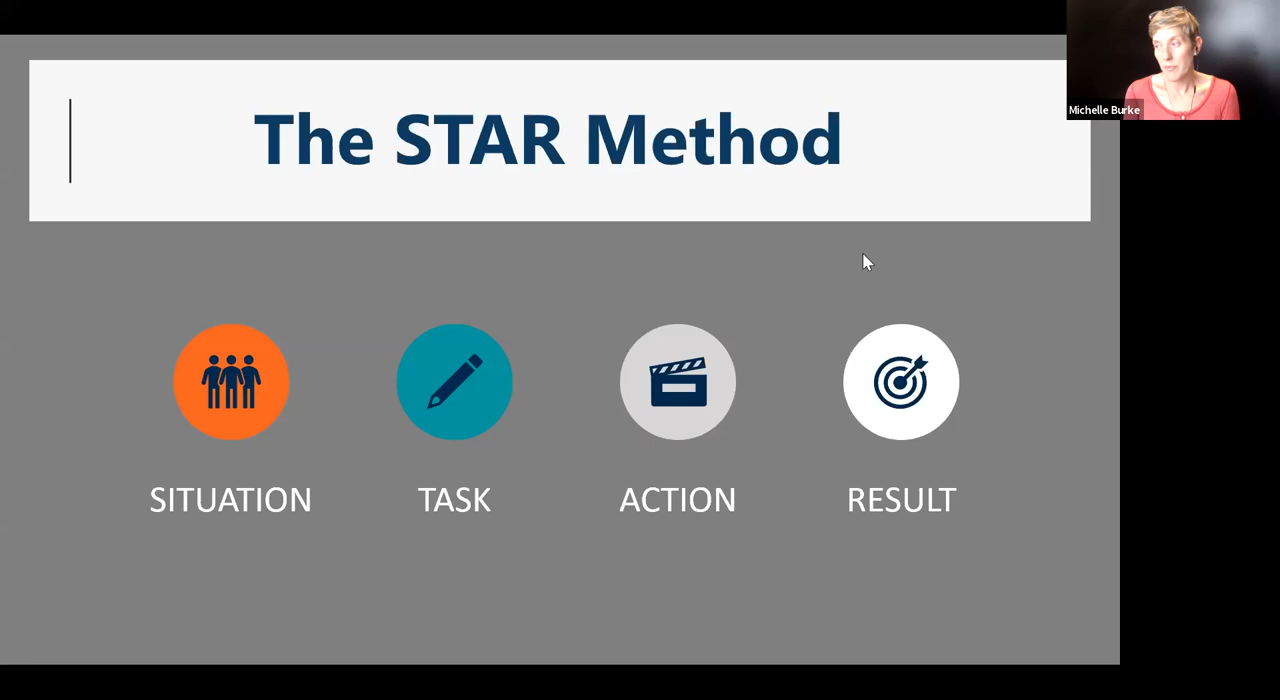 The STAR Method
Michelle Burke
SITUATION
TASK
ACTION
RESULT